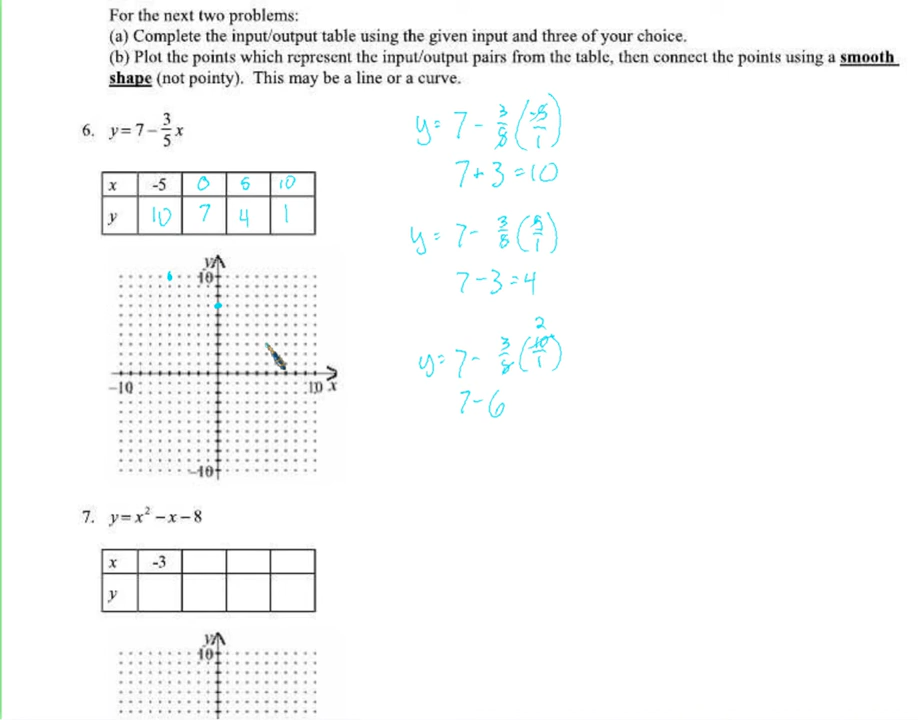 For the next two problems:
(a) Complete the input/output table using the given input and three of your choice.
(b) Plot the points which represent the input/output pairs from the table, then connect the points using a smooth
shape (not pointy). This may be a line or a curve.
6. y = 7 - 3/5 x
x -5 0 5 10
y 10 7 4 1
y = 7 - 3/5 (-5/1)
7 + 3 = 10
y = 7 - 3/5 (5/1)
7 - 3 = 4
2
y = 7 - 3/5 (10/1)
7 - 6
y
10
-10 10 x
-10
7. y = x² - x - 8
x -3
y
y
10